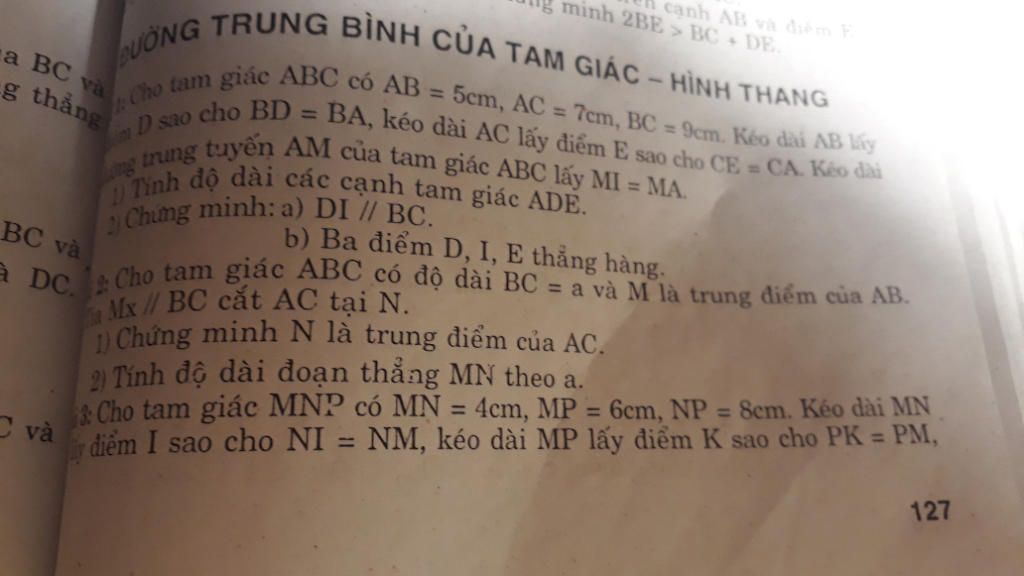 cạnh AB và điểm
minh 2BE > BC + DE.
ĐƯỜNG TRUNG BÌNH CỦA TAM GIÁC – HÌNH THANG
1: Cho tam giác ABC có AB = 5cm, AC = 7cm, BC = 9cm. Kéo dài AB lấy
D sao cho BD = BA, kéo dài AC lấy điểm E sao cho CE = CA. Kéo dài
trung tuyến AM của tam giác ABC lấy MI = MA.
1) Tính độ dài các cạnh tam giác ADE.
2) Chứng minh: a) DI // BC.
b) Ba điểm D, I, E thẳng hàng.
2: Cho tam giác ABC có độ dài BC = a và M là trung điểm của AB.
Mx // BC cắt AC tại N.
1) Chứng minh N là trung điểm của AC.
2) Tính độ dài đoạn thẳng MN theo a.
3: Cho tam giác MNP có MN = 4cm, MP = 6cm, NP = 8cm. Kéo dài MN
điểm I sao cho NI = NM, kéo dài MP lấy điểm K sao cho PK = PM,
127
BC và
thẳng
BC và
DC.
và